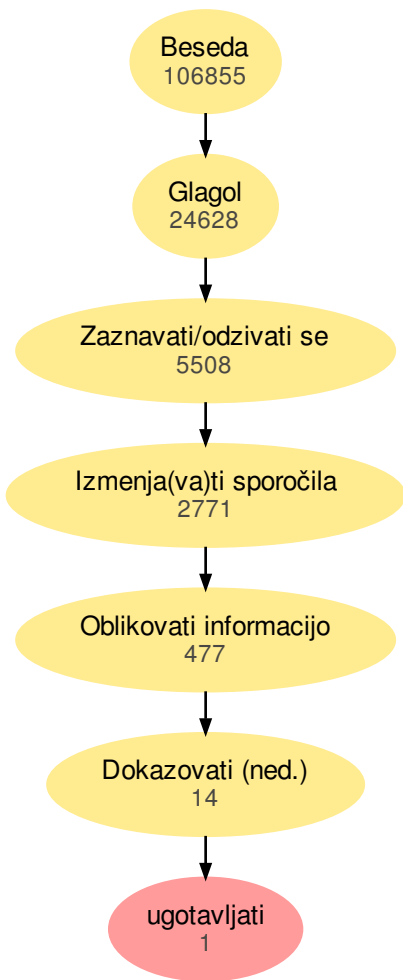 Beseda
106855
Glagol
24628
Zaznavati/odzivati se
5508
Izmenja(va)ti sporočila
2771
Oblikovati informacijo
477
Dokazovati (ned.)
14
ugotavljati
1